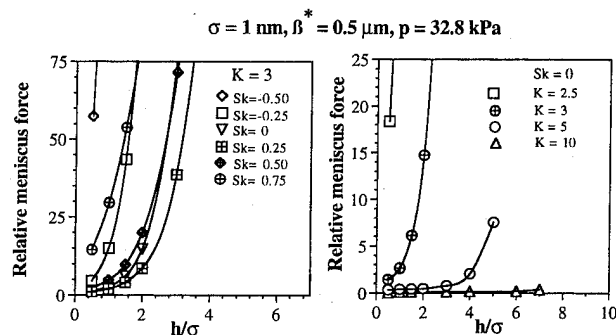 σ = 1 nm, ß* = 0.5 μm, p = 32.8 kPa
Relative meniscus force
75
50
25
0
0
2
4
6
h/σ
K = 3
Sk=-0.50
Sk=-0.25
Sk= 0
Sk= 0.25
Sk= 0.50
Sk= 0.75
Relative meniscus force
25
20
15
10
5
0
0
2
4
6
8
10
h/σ
Sk=0
K = 2.5
K = 3
K = 5
K = 10